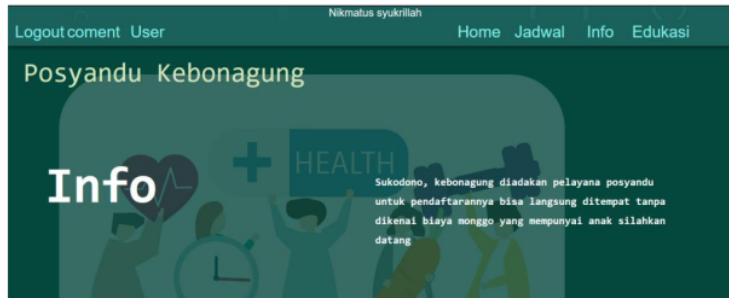 Nikmatus syukrillah
Logout coment User Home Jadwal Info Edukasi
Posyandu Kebonagung
HEALTH
Info
Sukodono, kebonagung diadakan pelayana posyandu
untuk pendaftarannya bisa langsung ditempat tanpa
dikenai biaya monggo yang mempunyai anak silahkan
datang